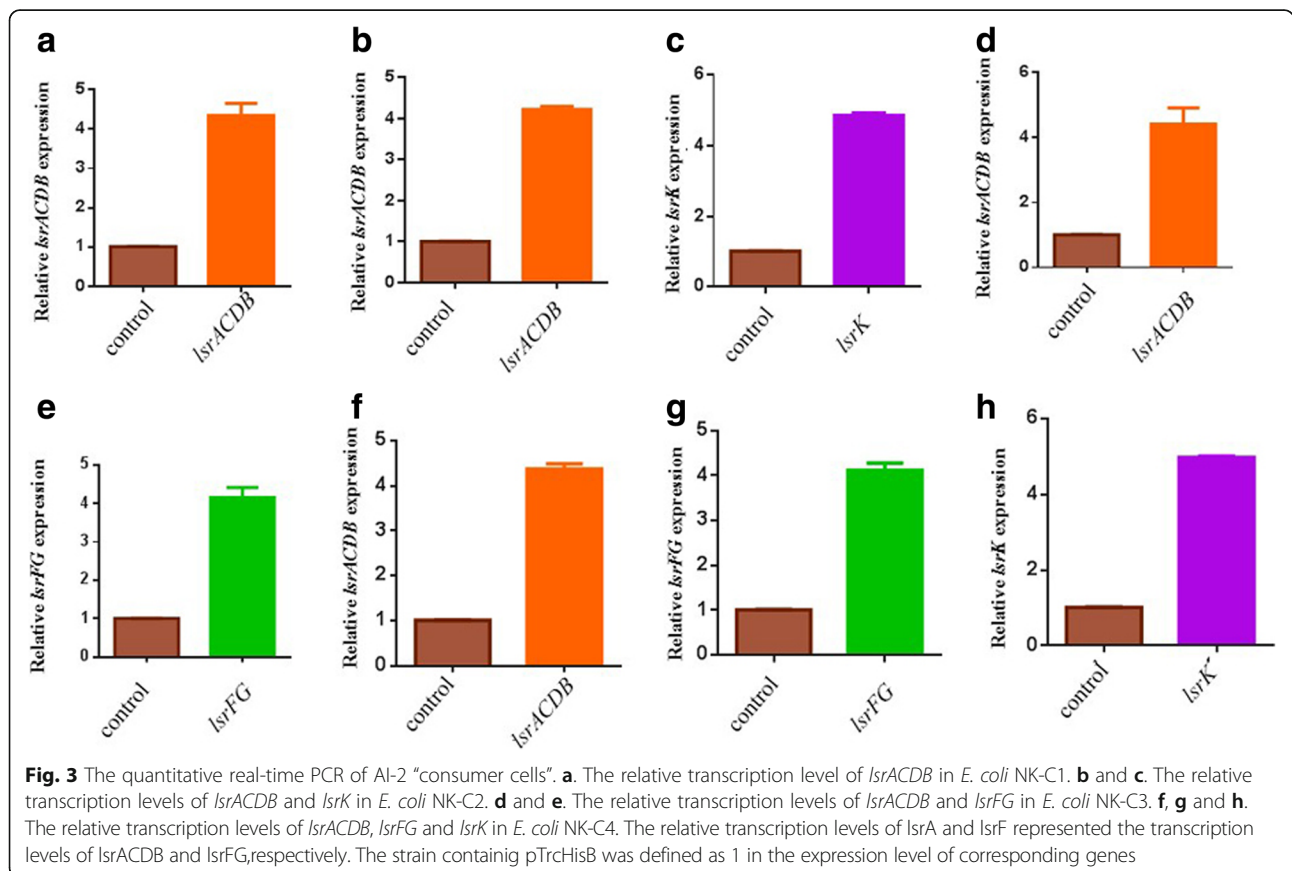 a
b
c
d
Relative lsrACDB expression
5
4
3
2
1
0
control
lsrACDB
Relative lsrACDB expression
5
4
3
2
1
0
control
lsrACDB
Relative lsrK expression
6
4
2
0
control
lsrK
Relative lsrACDB expression
6
4
2
0
control
lsrACDB
e
f
g
h
Relative lsrFG expression
5
4
3
2
1
0
control
lsrFG
Relative lsrACDB expression
5
4
3
2
1
0
control
lsrACDB
Relative lsrFG expression
5
4
3
2
1
0
control
lsrFG
Relative lsrK expression
6
4
2
0
control
lsrK
Fig. 3 The quantitative real-time PCR of AI-2 “consumer cells”. a. The relative transcription level of lsrACDB in E. coli NK-C1. b and c. The relative
transcription levels of lsrACDB and lsrK in E. coli NK-C2. d and e. The relative transcription levels of lsrACDB and lsrFG in E. coli NK-C3. f, g and h.
The relative transcription levels of lsrACDB, lsrFG and lsrK in E. coli NK-C4. The relative transcription levels of lsrA and lsrF represented the transcription
levels of lsrACDB and lsrFG,respectively. The strain containig pTrcHisB was defined as 1 in the expression level of corresponding genes